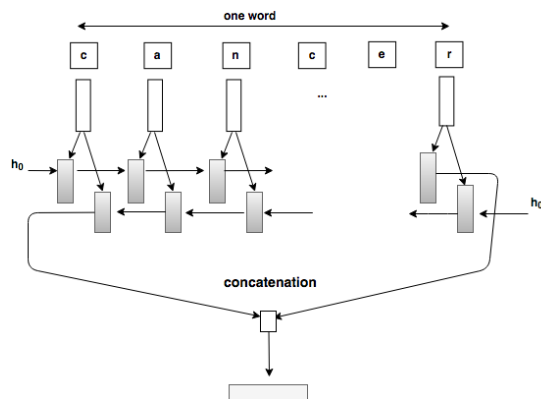 one word
c a n c e r
...
h₀
h₀
concatenation